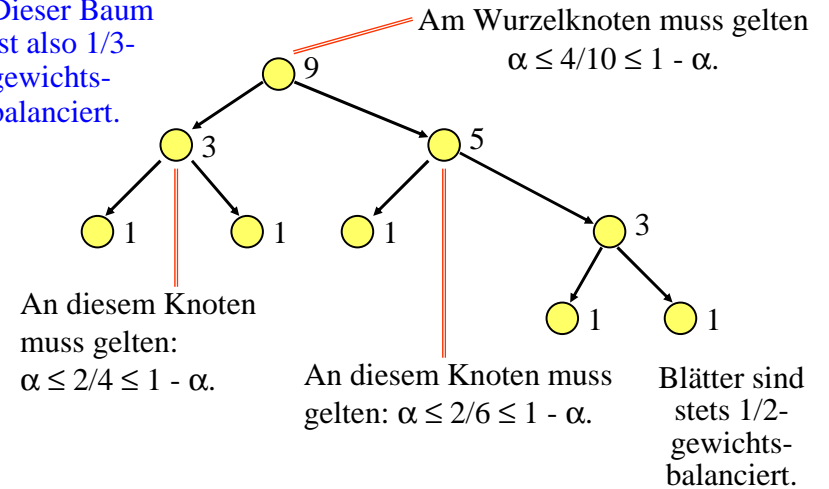 Dieser Baum
ist also 1/3-
gewichts-
balanciert.
Am Wurzelknoten muss gelten
α ≤ 4/10 ≤ 1 - α.
9
3
5
1
1
1
3
1
1
An diesem Knoten
muss gelten:
α ≤ 2/4 ≤ 1 - α.
An diesem Knoten muss
gelten: α ≤ 2/6 ≤ 1 - α.
Blätter sind
stets 1/2-
gewichts-
balanciert.